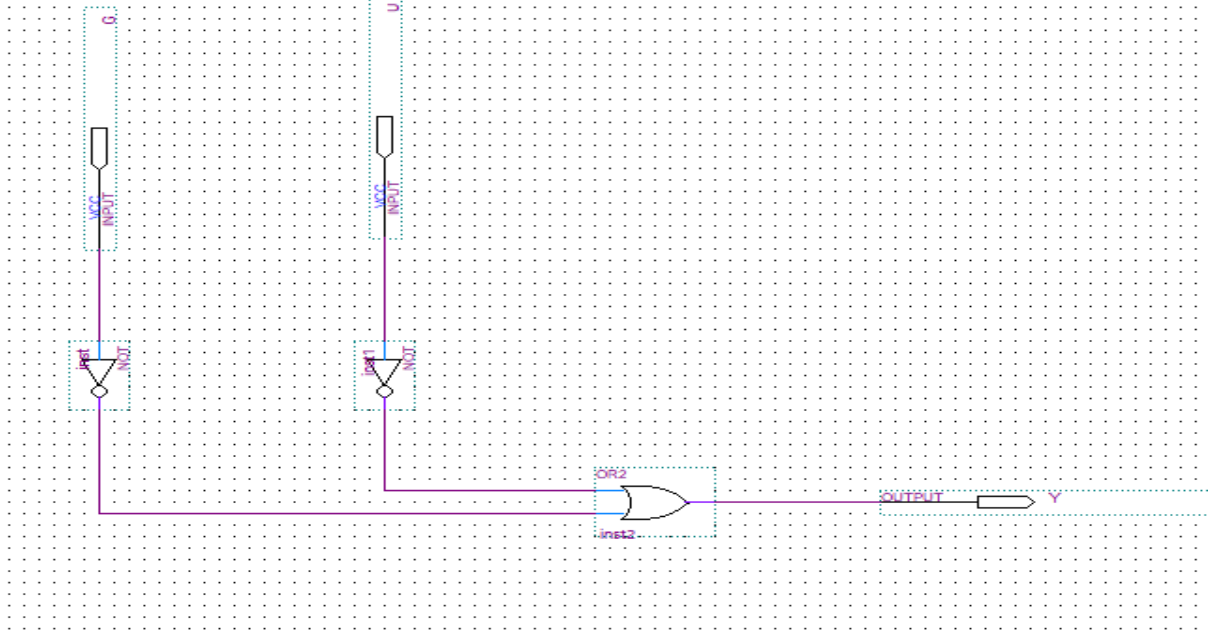 G
U
VCC
INPUT
VCC
INPUT
inst
NOT
inst1
NOT
OR2
inst2
OUTPUT
Y